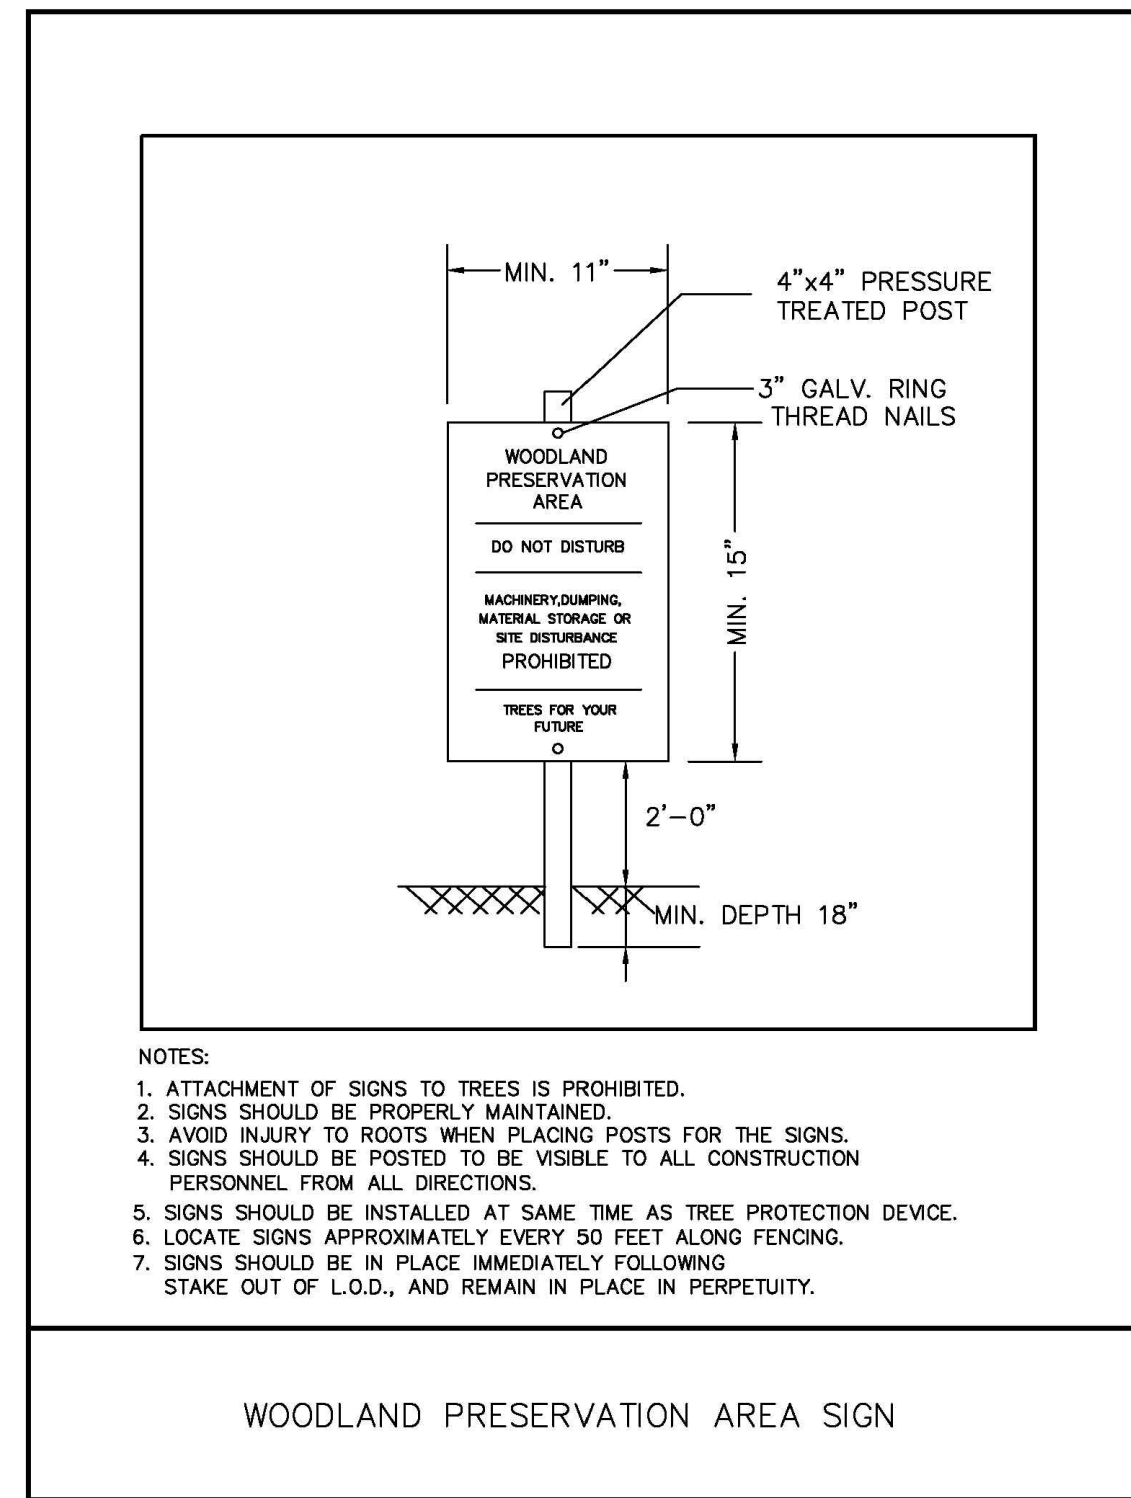 MIN. 11"
4"x4" PRESSURE
TREATED POST
3" GALV. RING
THREAD NAILS
WOODLAND
PRESERVATION
AREA
DO NOT DISTURB
MACHINERY,DUMPING,
MATERIAL STORAGE OR
SITE DISTURBANCE
PROHIBITED
TREES FOR YOUR
FUTURE
MIN. 15"
2'-0"
MIN. DEPTH 18"
NOTES:
1. ATTACHMENT OF SIGNS TO TREES IS PROHIBITED.
2. SIGNS SHOULD BE PROPERLY MAINTAINED.
3. AVOID INJURY TO ROOTS WHEN PLACING POSTS FOR THE SIGNS.
4. SIGNS SHOULD BE POSTED TO BE VISIBLE TO ALL CONSTRUCTION
PERSONNEL FROM ALL DIRECTIONS.
5. SIGNS SHOULD BE INSTALLED AT SAME TIME AS TREE PROTECTION DEVICE.
6. LOCATE SIGNS APPROXIMATELY EVERY 50 FEET ALONG FENCING.
7. SIGNS SHOULD BE IN PLACE IMMEDIATELY FOLLOWING
STAKE OUT OF L.O.D., AND REMAIN IN PLACE IN PERPETUITY.
WOODLAND PRESERVATION AREA SIGN